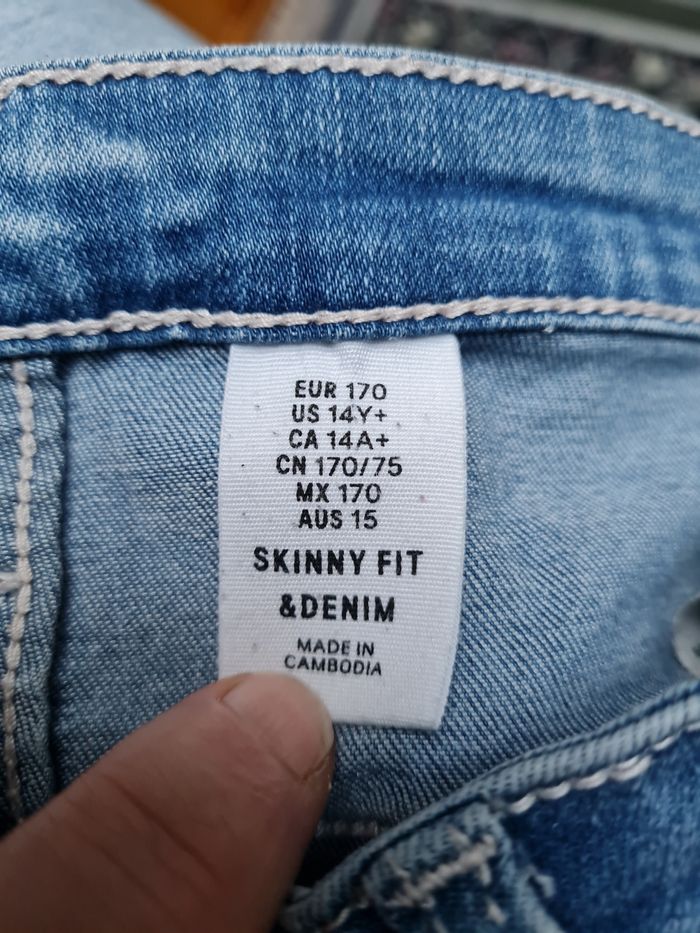 EUR 170
US 14Y+
CA 14A+
CN 170/75
MX 170
AUS 15
SKINNY FIT
&DENIM
MADE IN
CAMBODIA